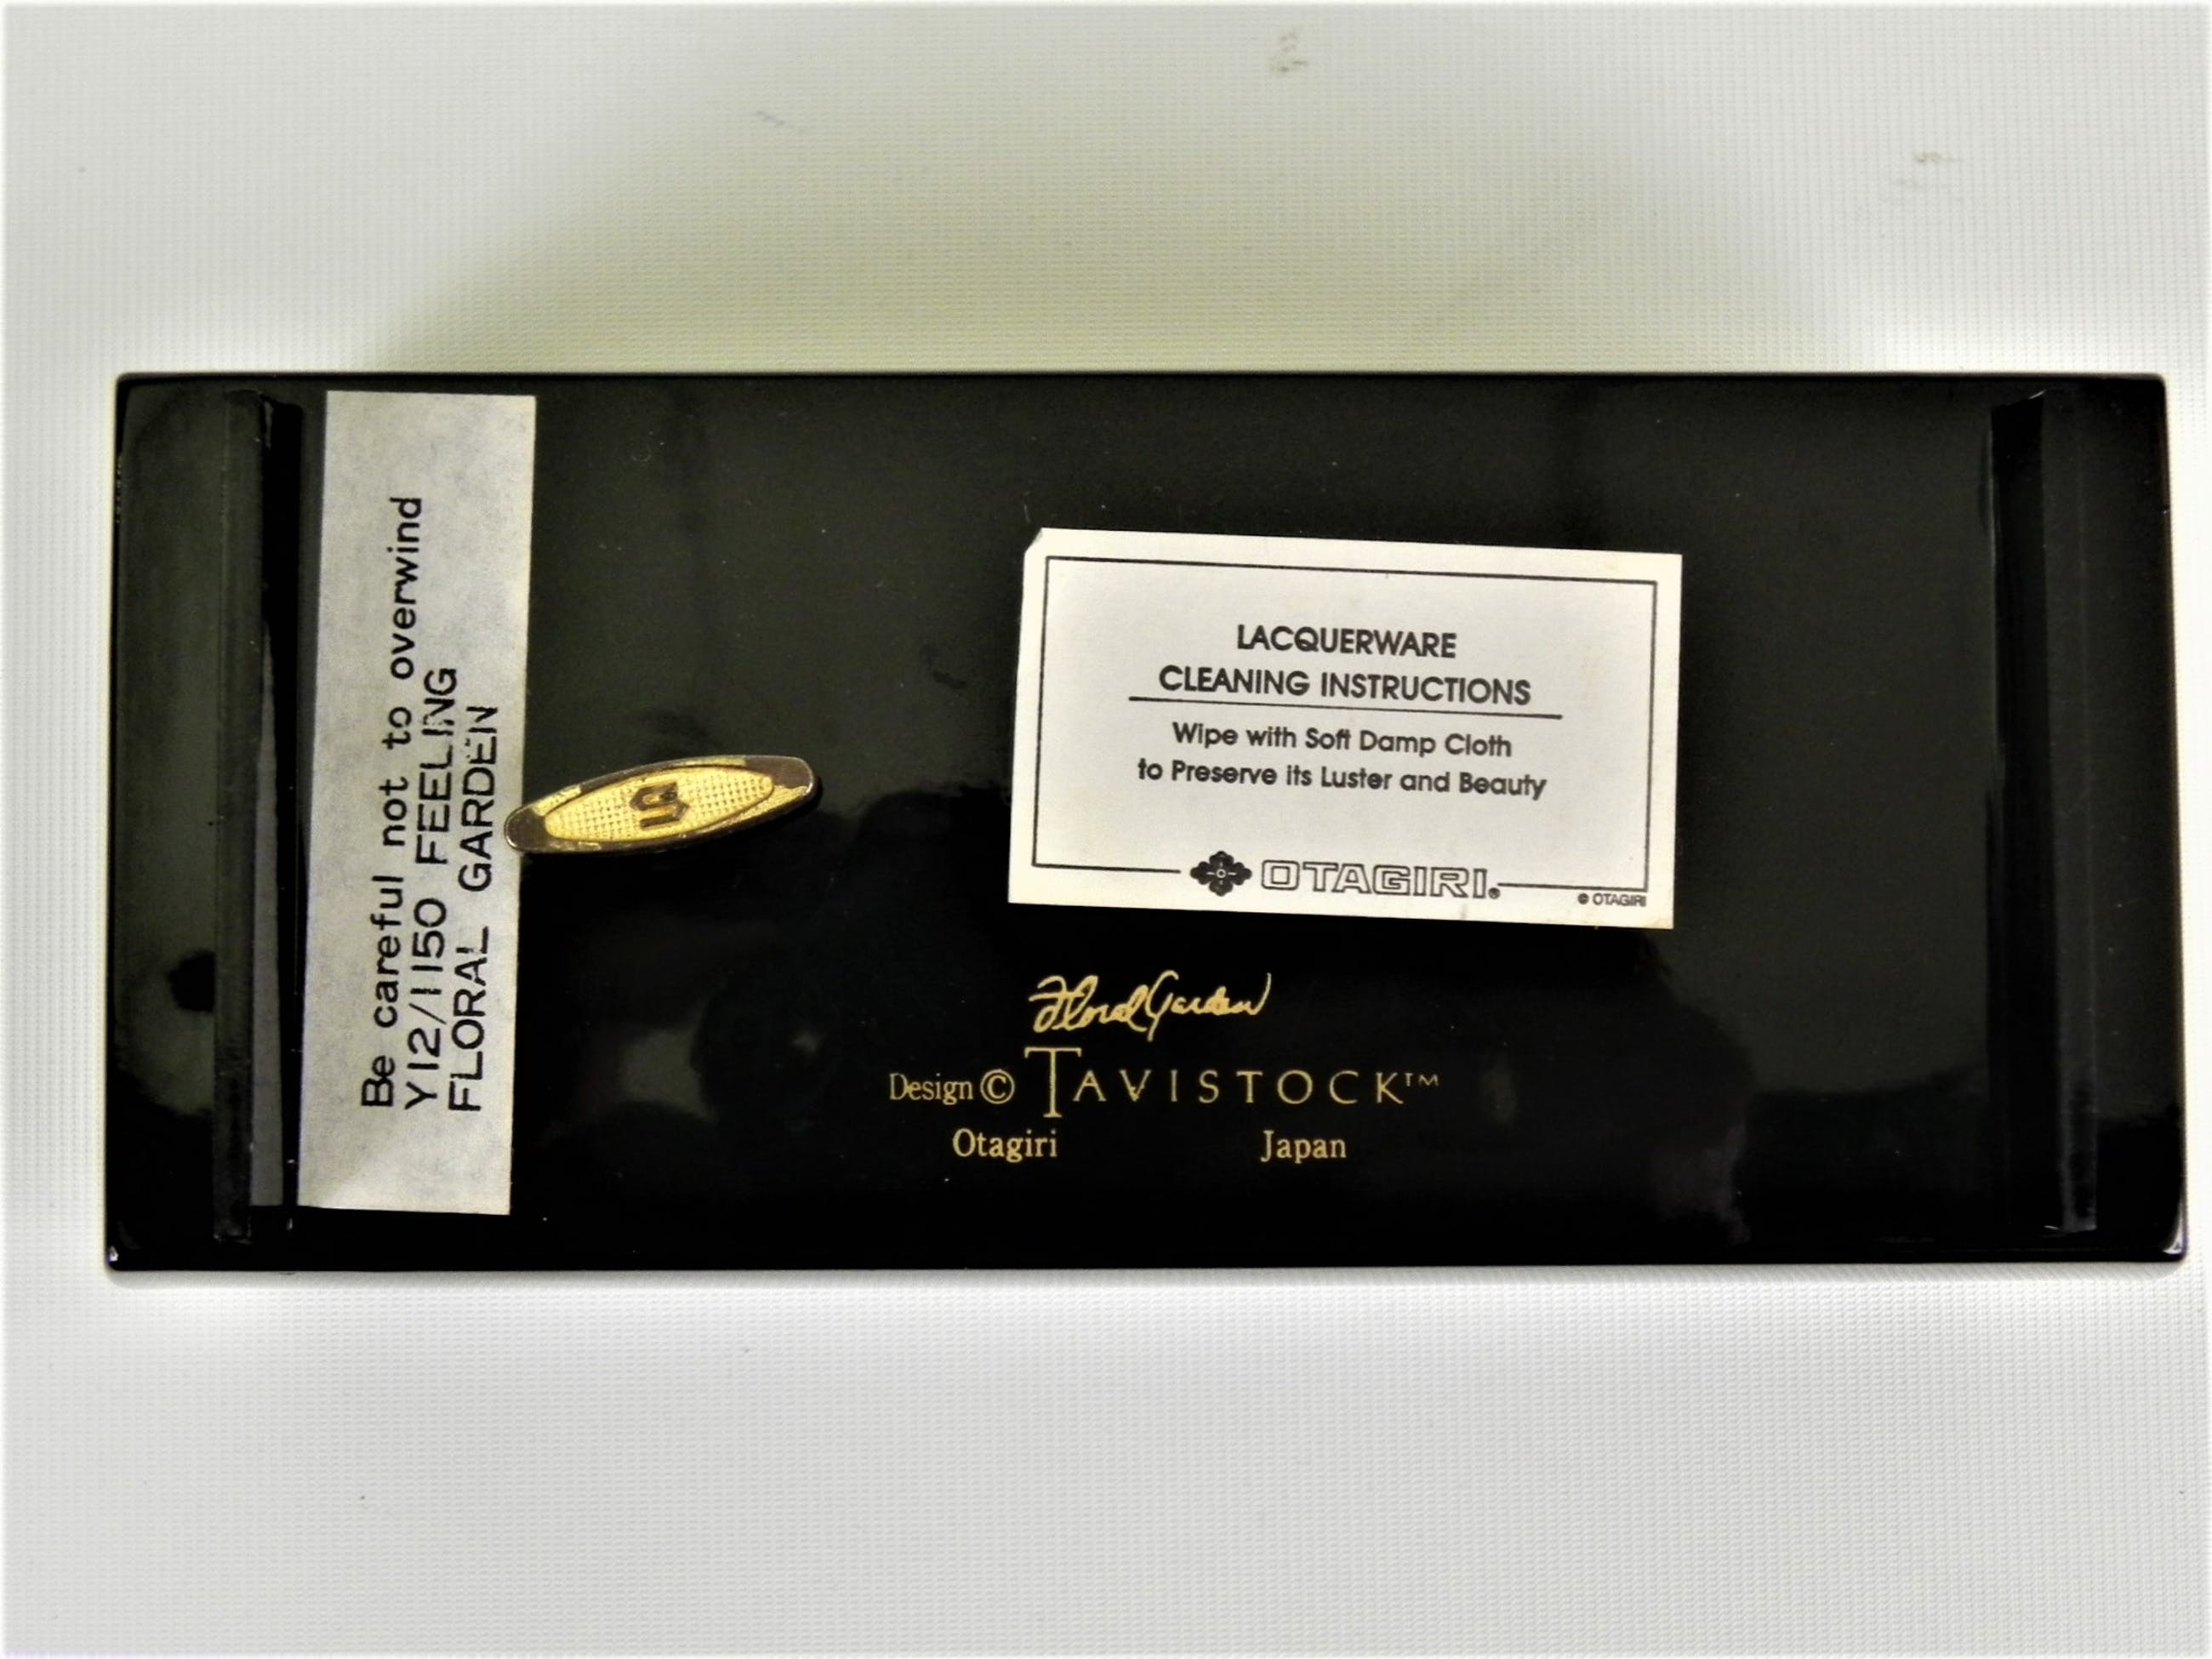 Be careful not to overwind
Y12/1150 FEELING
FLORAL GARDEN
S
LACQUERWARE
CLEANING INSTRUCTIONS
Wipe with Soft Damp Cloth
to Preserve its Luster and Beauty
OTAGIRI®
© OTAGIRI
Floral Garden
Design © TAVISTOCK™
Otagiri Japan